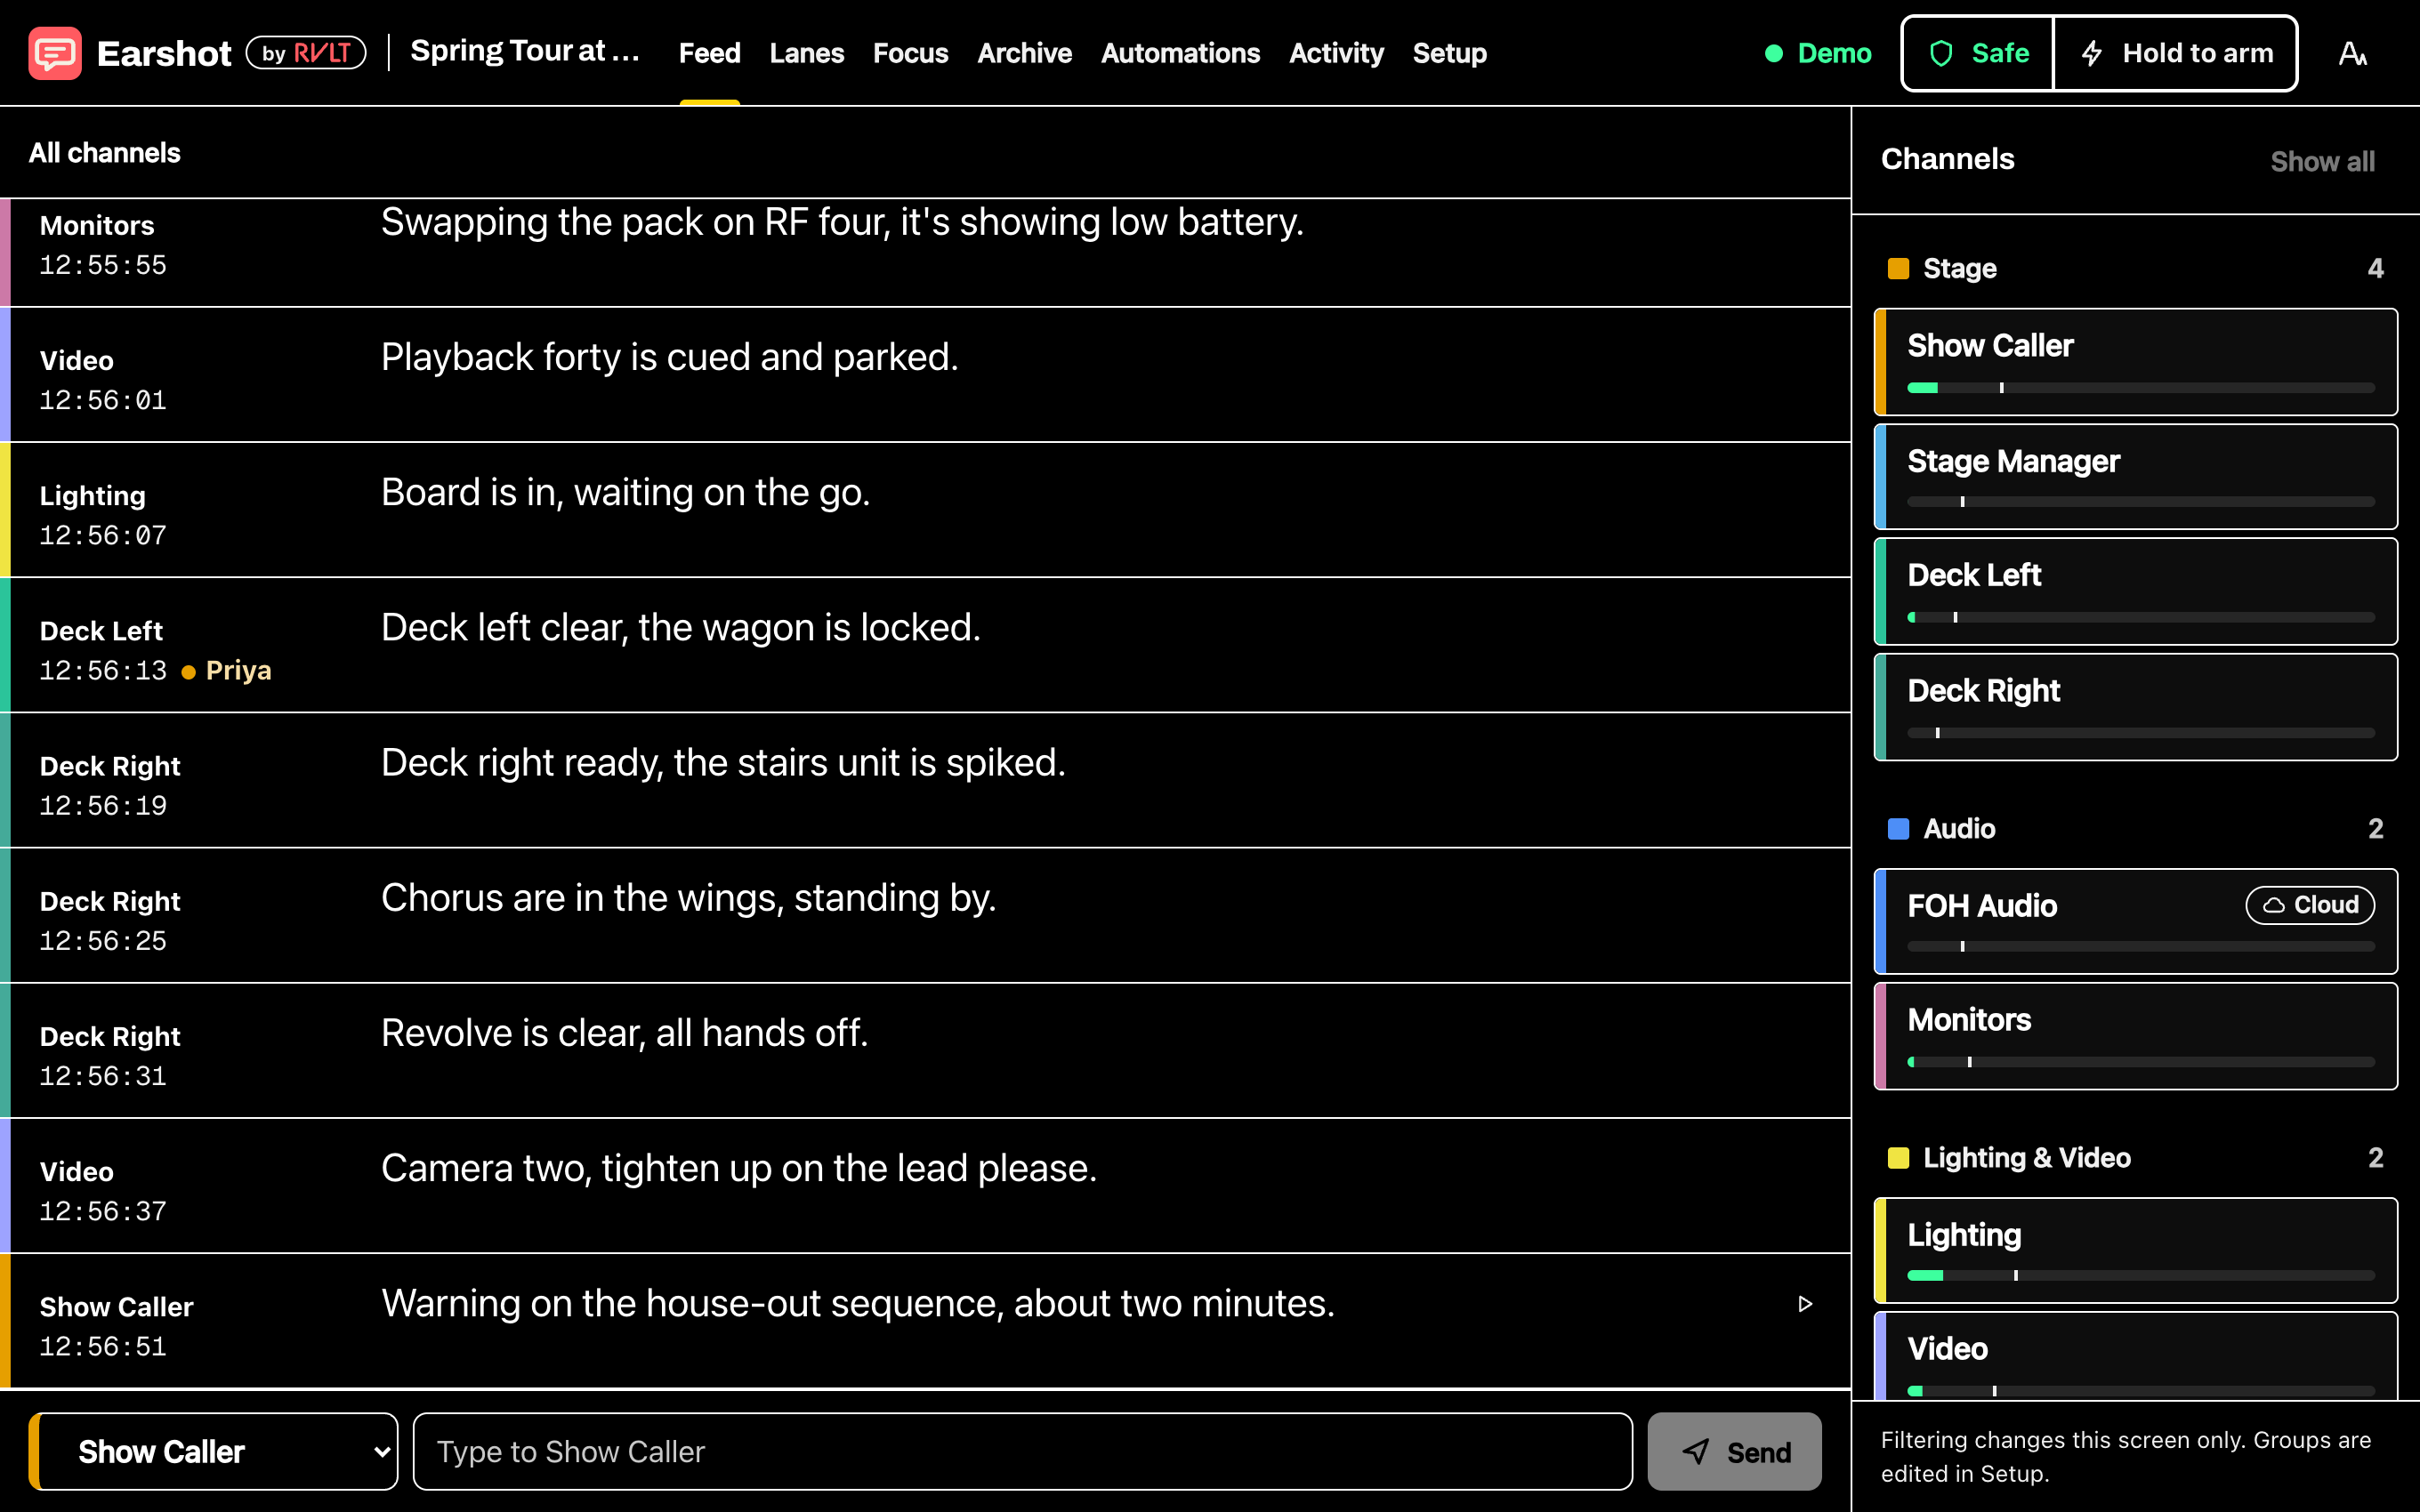 Earshot by RVLT Spring Tour at ... Feed Lanes Focus Archive Automations Activity Setup Demo Safe Hold to arm AA
All channels
Monitors Swapping the pack on RF four, it's showing low battery.
12:55:55
Video Playback forty is cued and parked.
12:56:01
Lighting Board is in, waiting on the go.
12:56:07
Deck Left Deck left clear, the wagon is locked.
12:56:13 Priya
Deck Right Deck right ready, the stairs unit is spiked.
12:56:19
Deck Right Chorus are in the wings, standing by.
12:56:25
Deck Right Revolve is clear, all hands off.
12:56:31
Video Camera two, tighten up on the lead please.
12:56:37
Show Caller Warning on the house-out sequence, about two minutes.
12:56:51
Show Caller Type to Show Caller Send
Channels Show all
Stage 4
Show Caller
Stage Manager
Deck Left
Deck Right
Audio 2
FOH Audio Cloud
Monitors
Lighting & Video 2
Lighting
Video
Filtering changes this screen only. Groups are
edited in Setup.